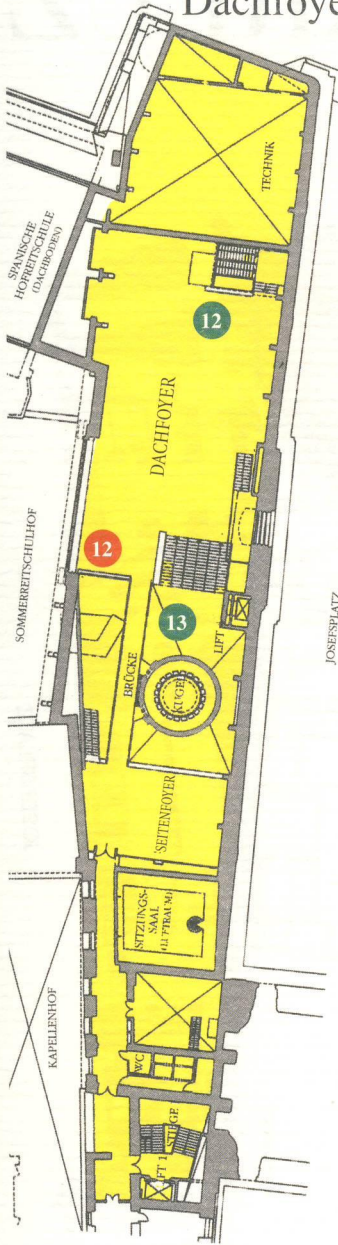 Dachfoye
TECHNIK
SPANISCHE
HOFREITSCHULE
(DACHBODEN)
12
DACHFOYER
SOMMERREITSCHULHOF
12
13
LIFT
JOSEFSPLATZ
BRÜCKE
KUGEL
SEITENFOYER
SITZUNGS-
SAAL
(LUFTRAUM)
KAPELLENHOF
WC
STIEGE